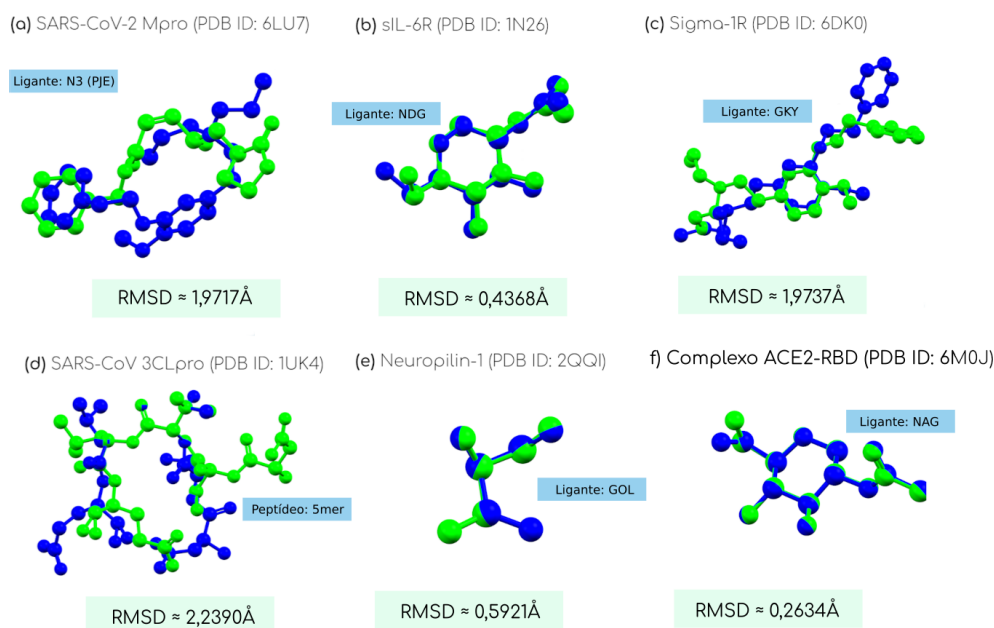 (a) SARS-CoV-2 Mpro (PDB ID: 6LU7)
(b) sIL-6R (PDB ID: 1N26)
(c) Sigma-1R (PDB ID: 6DK0)
Ligante: N3 (PJE)
Ligante: NDG
Ligante: GKY
RMSD ≈ 1,9717Å
RMSD ≈ 0,4368Å
RMSD ≈ 1,9737Å
(d) SARS-CoV 3CLpro (PDB ID: 1UK4)
(e) Neuropilin-1 (PDB ID: 2QQI)
f) Complexo ACE2-RBD (PDB ID: 6M0J)
Peptídeo: 5mer
Ligante: GOL
Ligante: NAG
RMSD ≈ 2,2390Å
RMSD ≈ 0,5921Å
RMSD ≈ 0,2634Å